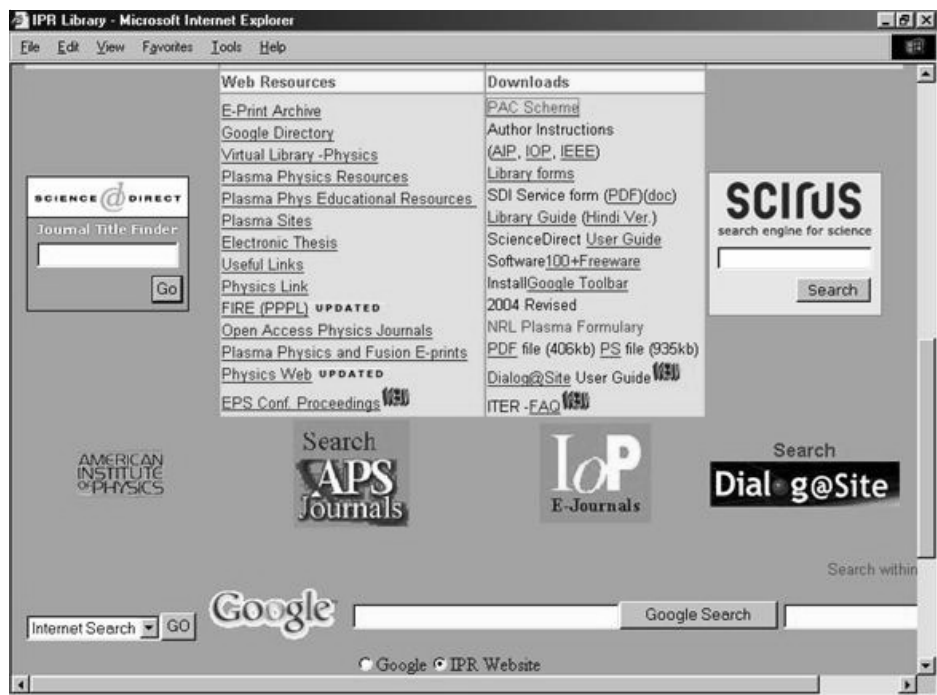 IPR Library - Microsoft Internet Explorer
File Edit View Favorites Tools Help
Web Resources
E-Print Archive
Google Directory
Virtual Library -Physics
Plasma Physics Resources
Plasma Phys Educational Resources
Plasma Sites
Electronic Thesis
Useful Links
Physics Link
FIRE (PPPL) UPDATED
Open Access Physics Journals
Plasma Physics and Fusion E-prints
Physics Web UPDATED
EPS Conf. Proceedings
Downloads
PAC Scheme
Author Instructions
(AIP, IOP, IEEE)
Library forms
SDI Service form (PDF)(doc)
Library Guide (Hindi Ver.)
ScienceDirect User Guide
Software100+Freeware
InstallGoogle Toolbar
2004 Revised
NRL Plasma Formulary
PDF file (406kb) PS file (935kb)
Dialog@Site User Guide
ITER -FAQ
SCIENCE @ DIRECT
Journal Title Finder
Go
SCIRUS
search engine for science
Search
AMERICAN
INSTITUTE
OF PHYSICS
Search
APS
Journals
IoP
E-Journals
Search
Dialog@Site
Search within
Internet Search GO
Google
Google Search
Google IPR Website